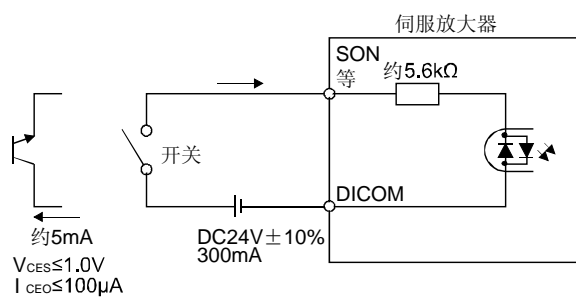 伺服放大器
SON
等
约5.6kΩ
开关
DICOM
约5mA
DC24V±10%
300mA
VCES≤1.0V
ICEO≤100μA